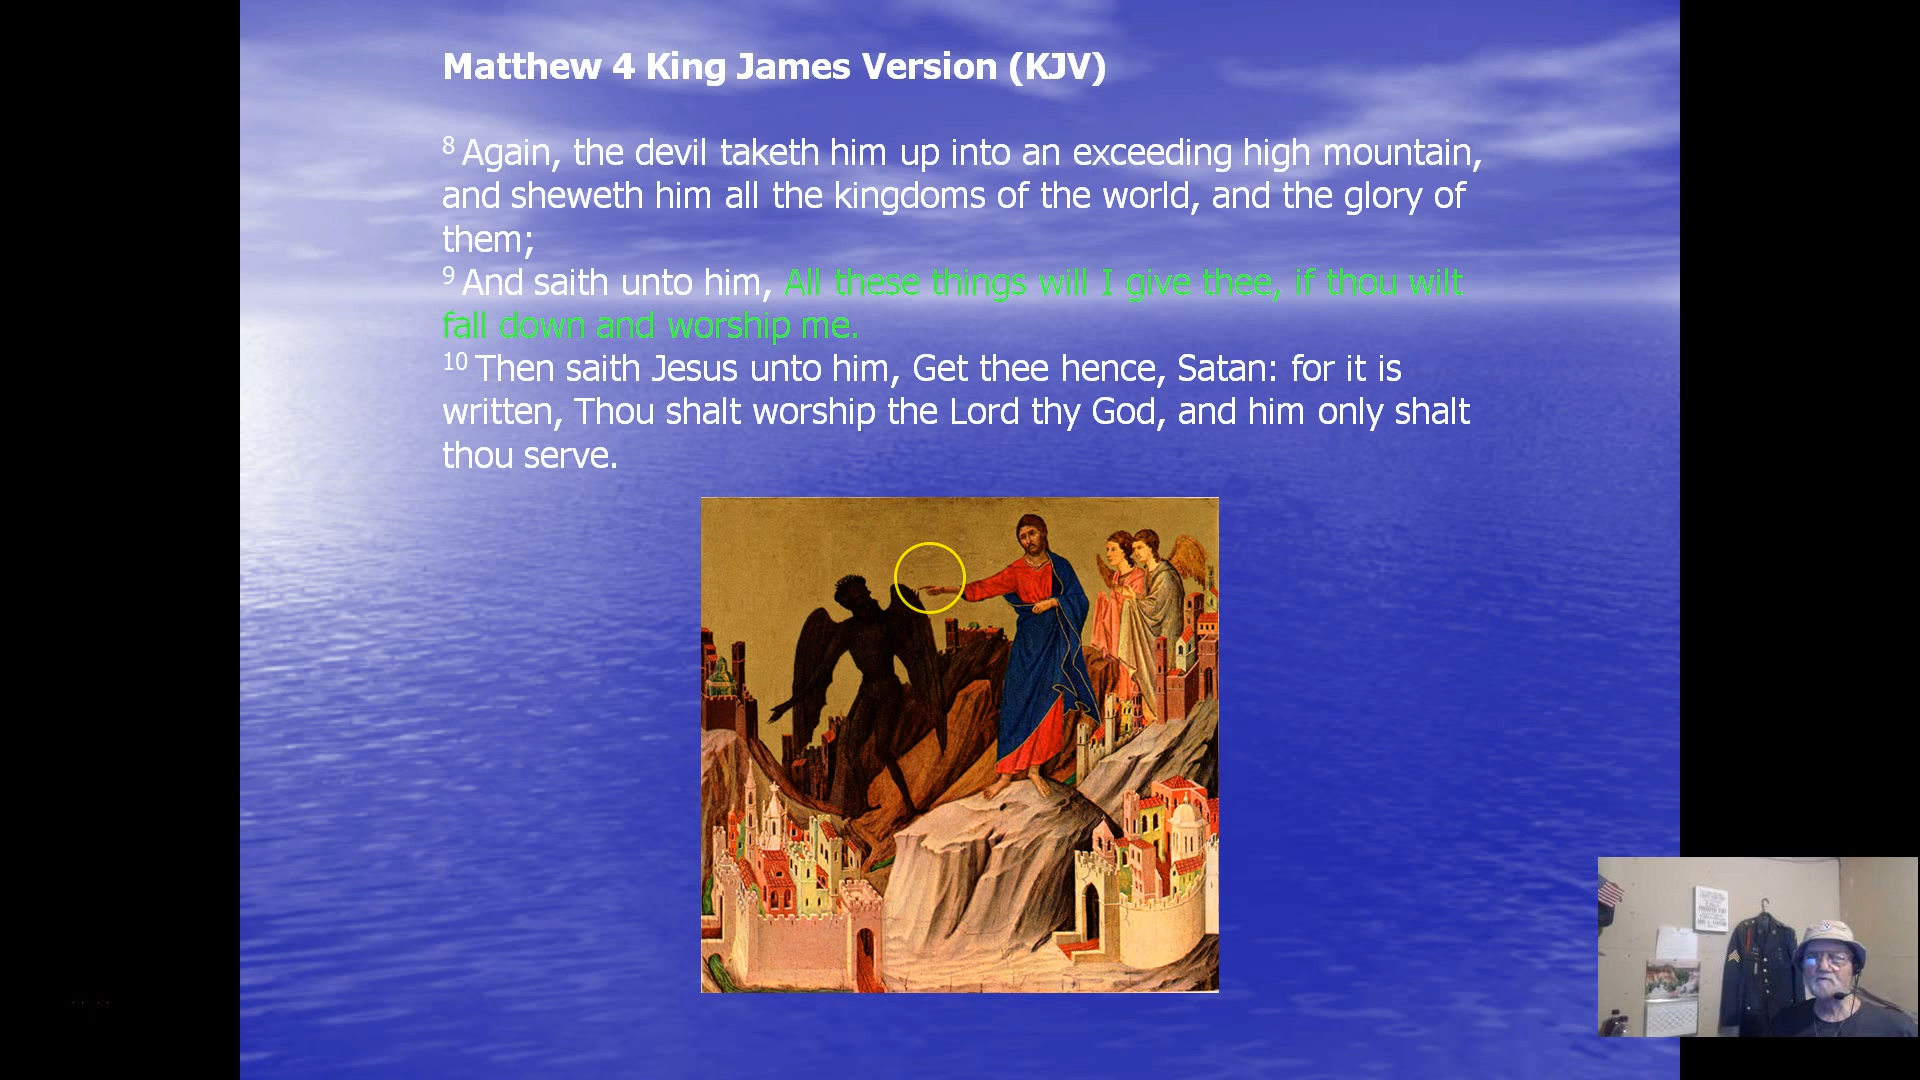 Matthew 4 King James Version (KJV)
8 Again, the devil taketh him up into an exceeding high mountain,
and sheweth him all the kingdoms of the world, and the glory of
them;
9 And saith unto him, All these things will I give thee, if thou wilt
fall down and worship me.
10 Then saith Jesus unto him, Get thee hence, Satan: for it is
written, Thou shalt worship the Lord thy God, and him only shalt
thou serve.